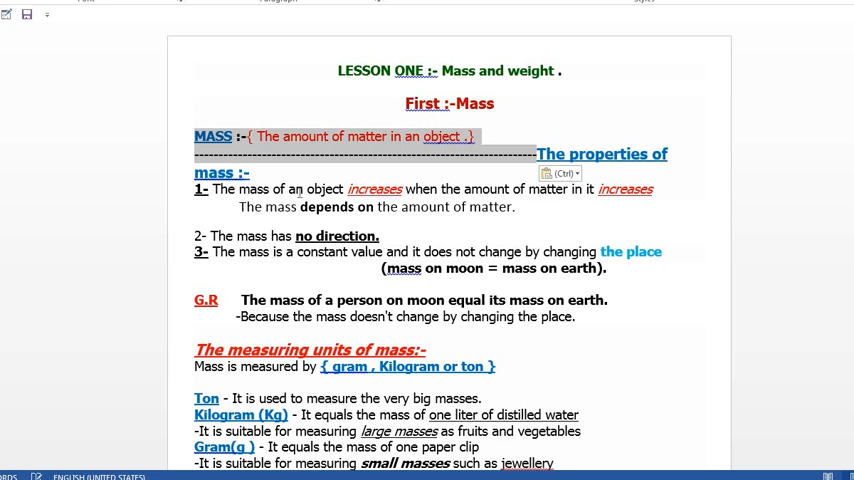 LESSON ONE :- Mass and weight .
First :-Mass
MASS :-{ The amount of matter in an object .}
----------------------------------------------------------------------The properties of
mass :-
(Ctrl)
1- The mass of an object increases when the amount of matter in it increases
The mass depends on the amount of matter.
2- The mass has no direction.
3- The mass is a constant value and it does not change by changing the place
(mass on moon = mass on earth).
G.R The mass of a person on moon equal its mass on earth.
-Because the mass doesn't change by changing the place.
The measuring units of mass:-
Mass is measured by { gram , Kilogram or ton }
Ton - It is used to measure the very big masses.
Kilogram (Kg) - It equals the mass of one liter of distilled water
-It is suitable for measuring large masses as fruits and vegetables
Gram(g ) - It equals the mass of one paper clip
-It is suitable for measuring small masses such as jewellery
ENGLISH (UNITED STATES)